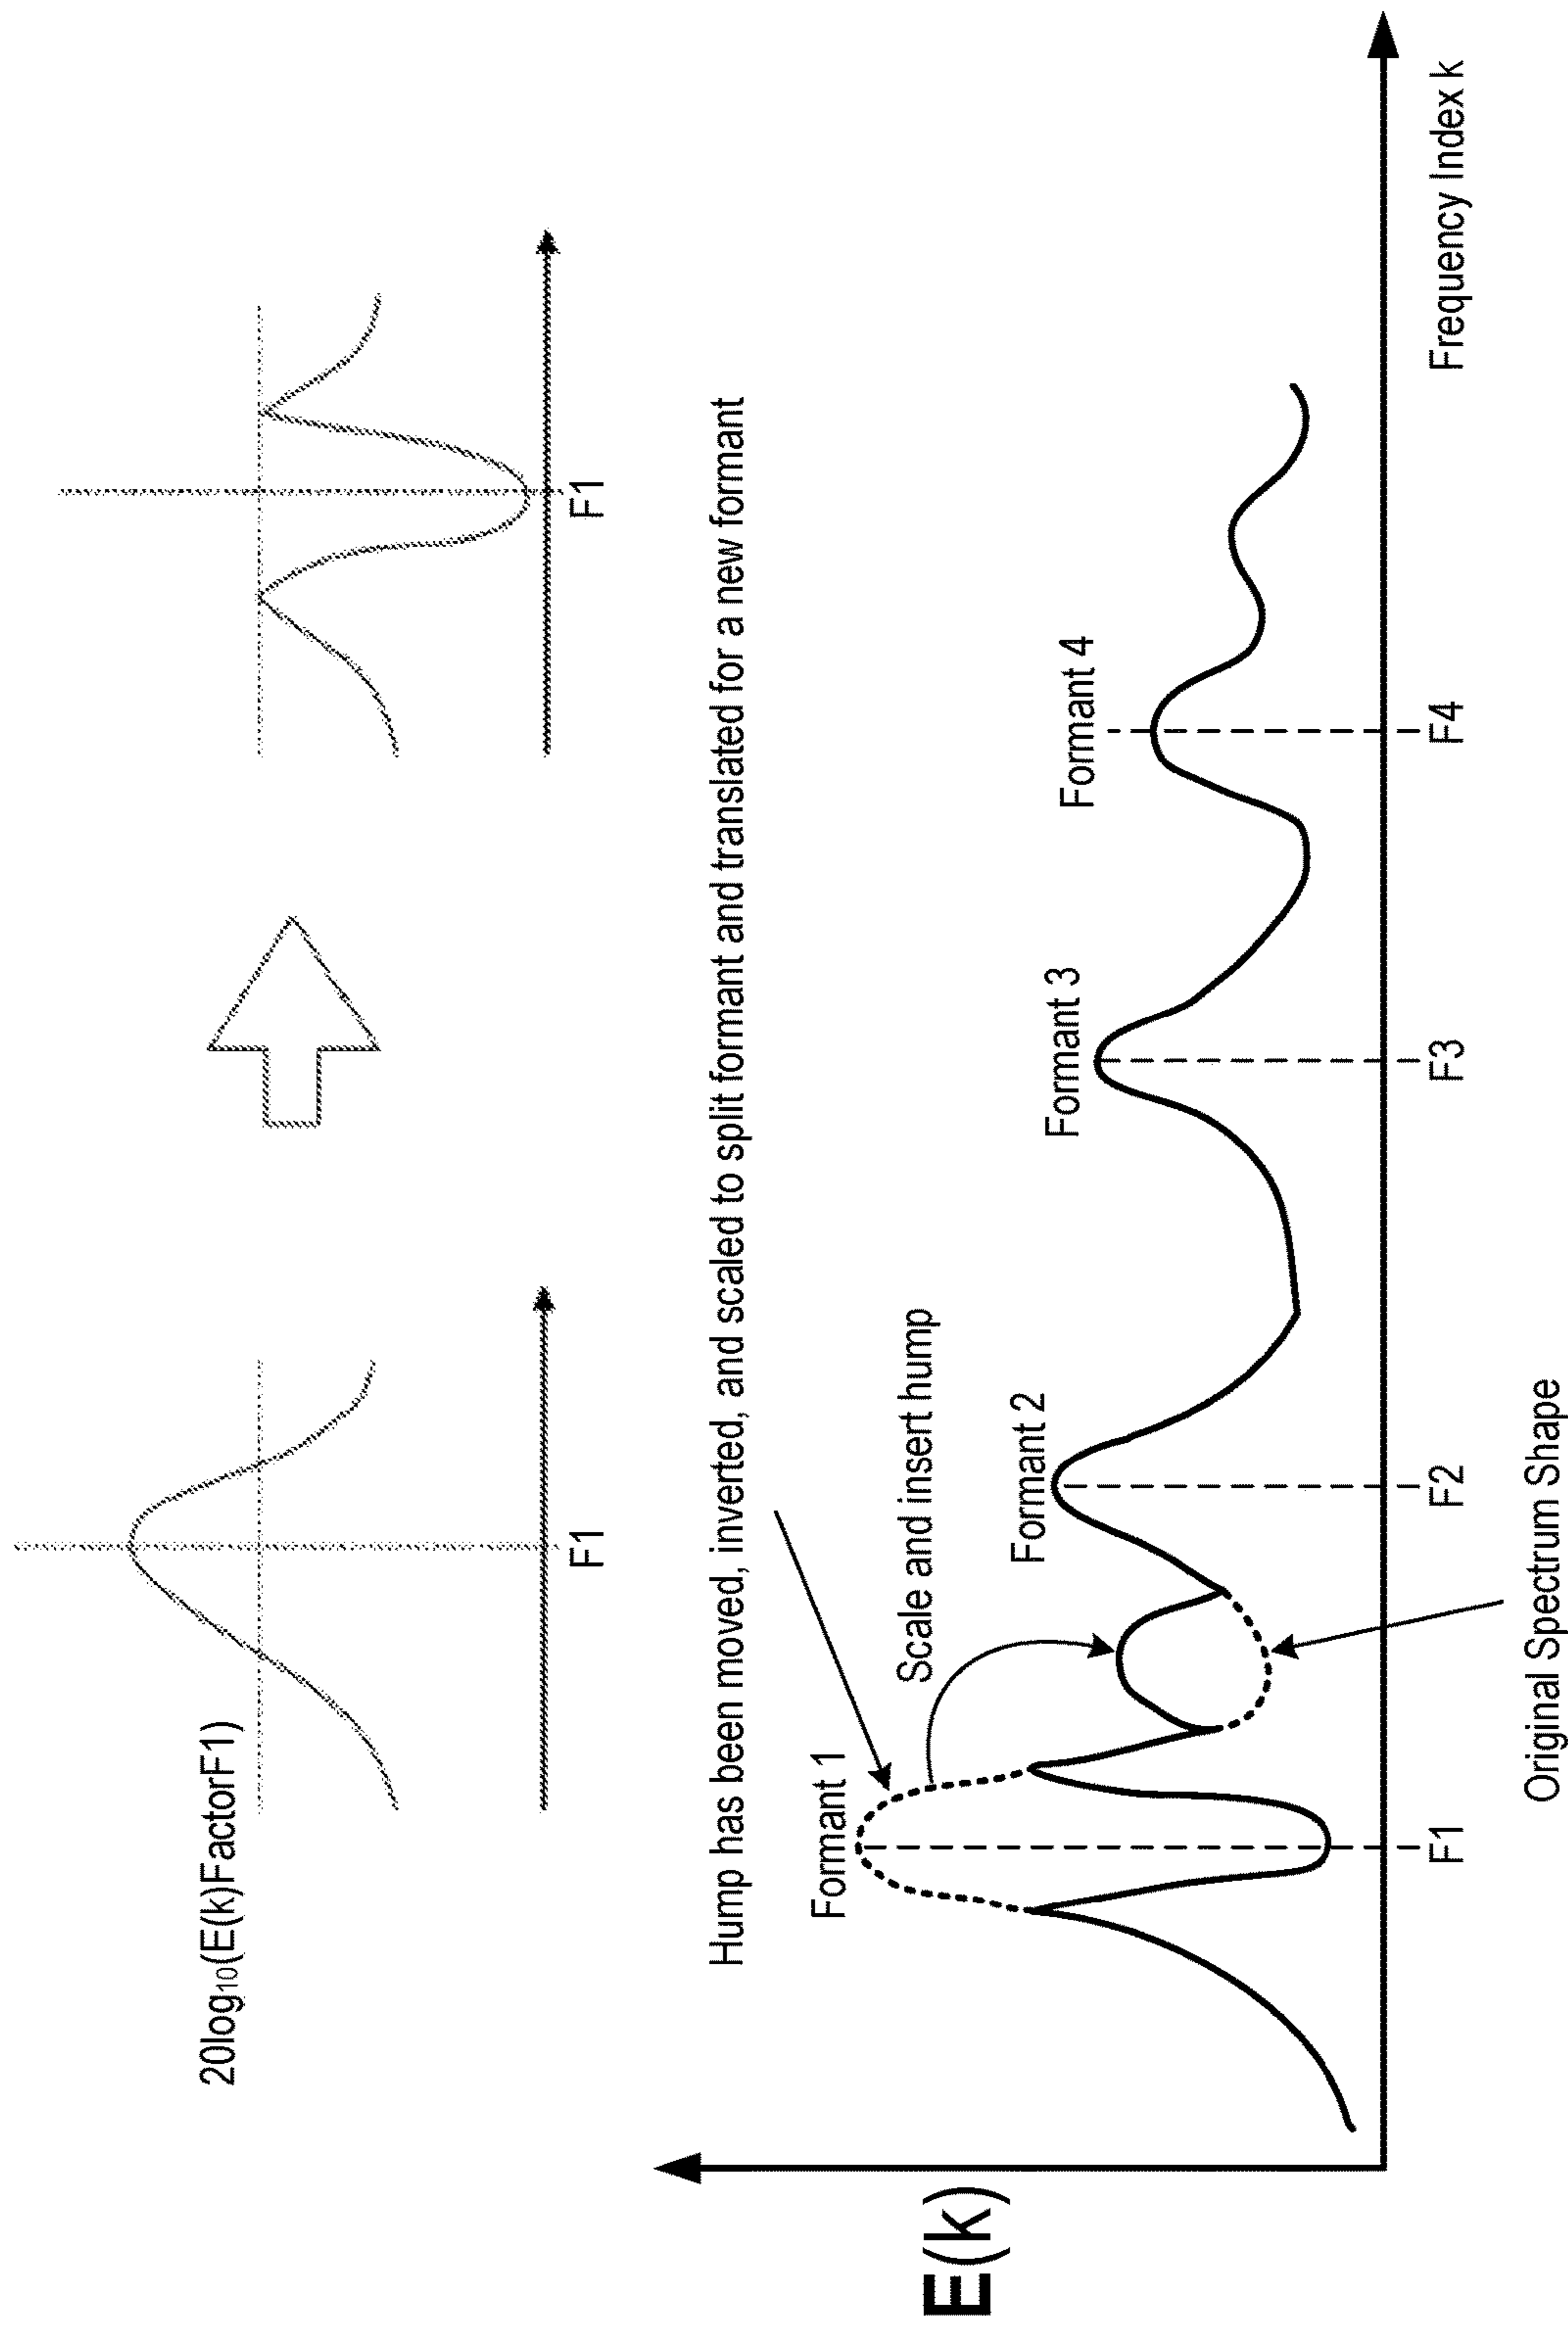 20log10(E(k)FactorF1)
F1
F1
Hump has been moved, inverted, and scaled to split formant and translated for a new formant
Formant 1
Scale and insert hump
Formant 2
Formant 3
Formant 4
E(k)
F1
F2
F3
F4
Frequency Index k
Original Spectrum Shape